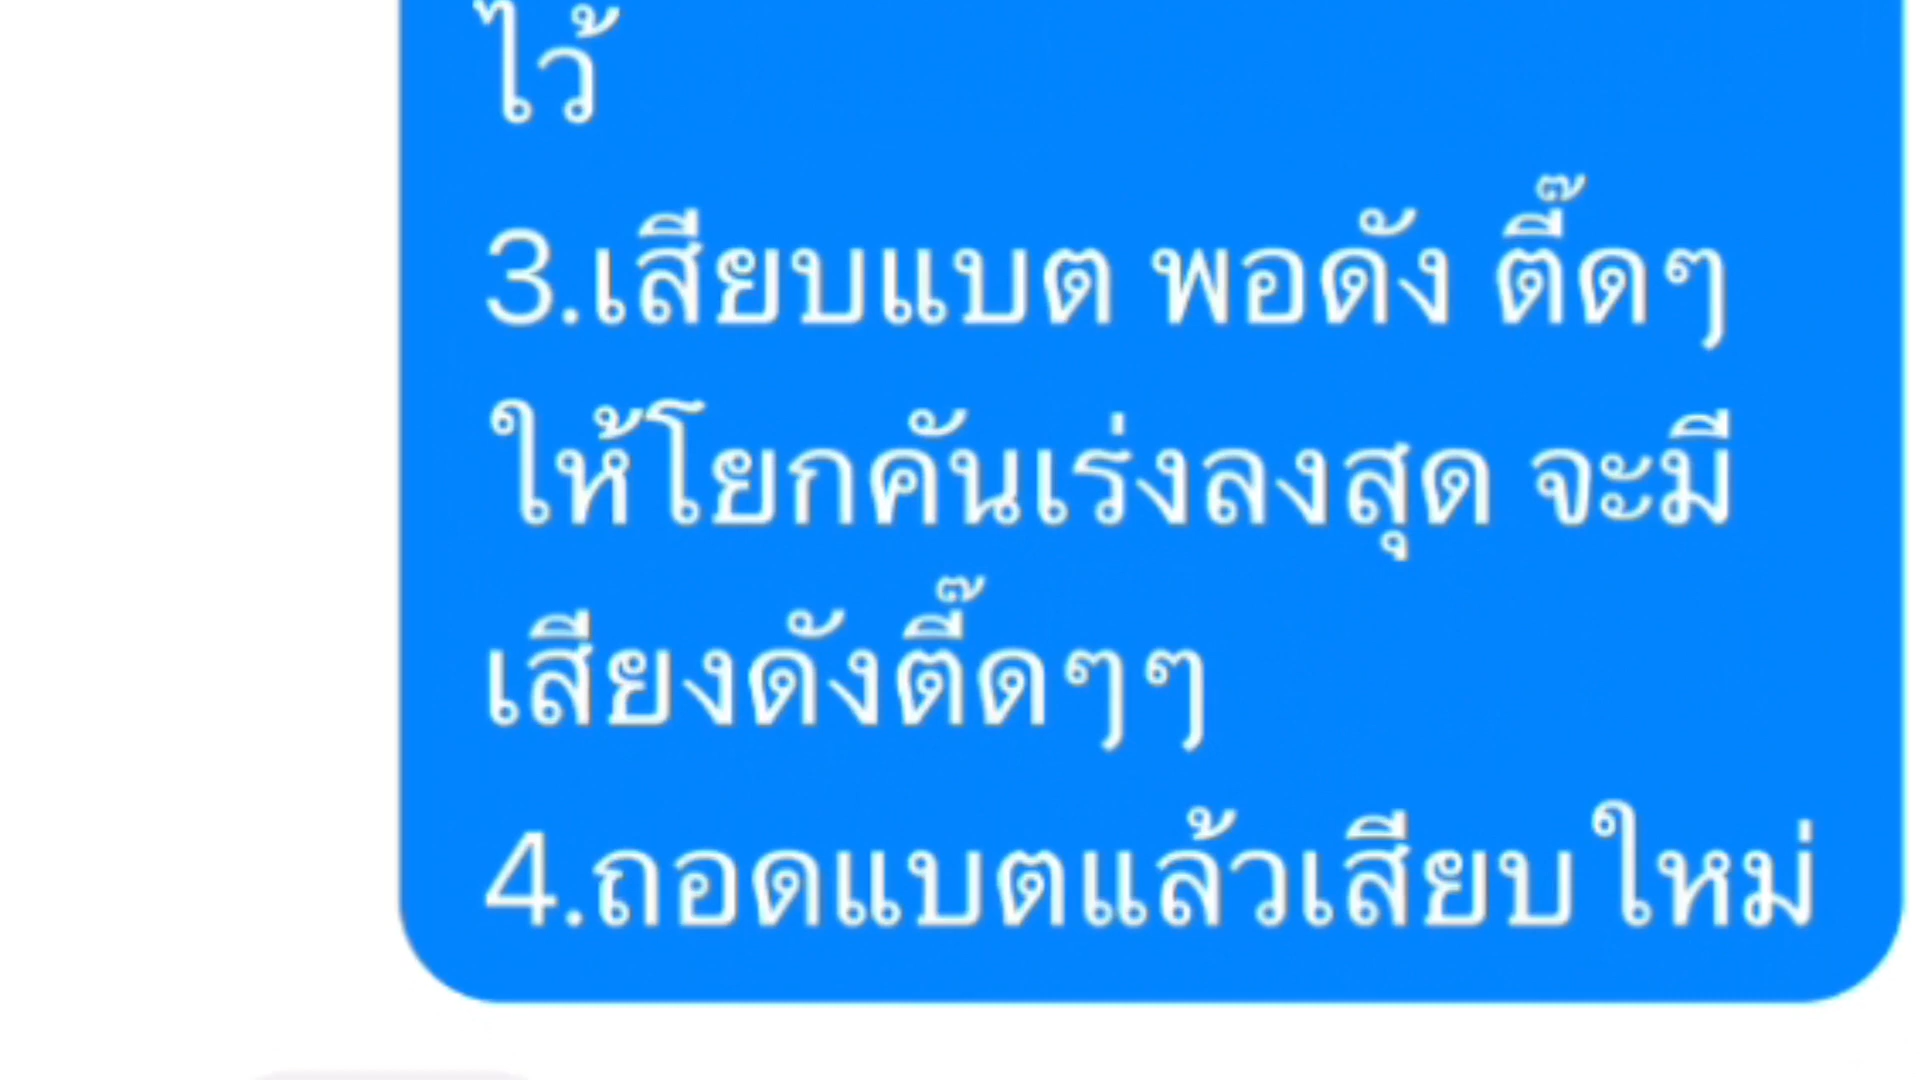 ไว้
3.เสียบแบต พอดัง ตี๊ดๆ
ให้โยกคันเร่งลงสุด จะมี
เสียงดังตี๊ดๆๆ
4.ถอดแบตแล้วเสียบใหม่